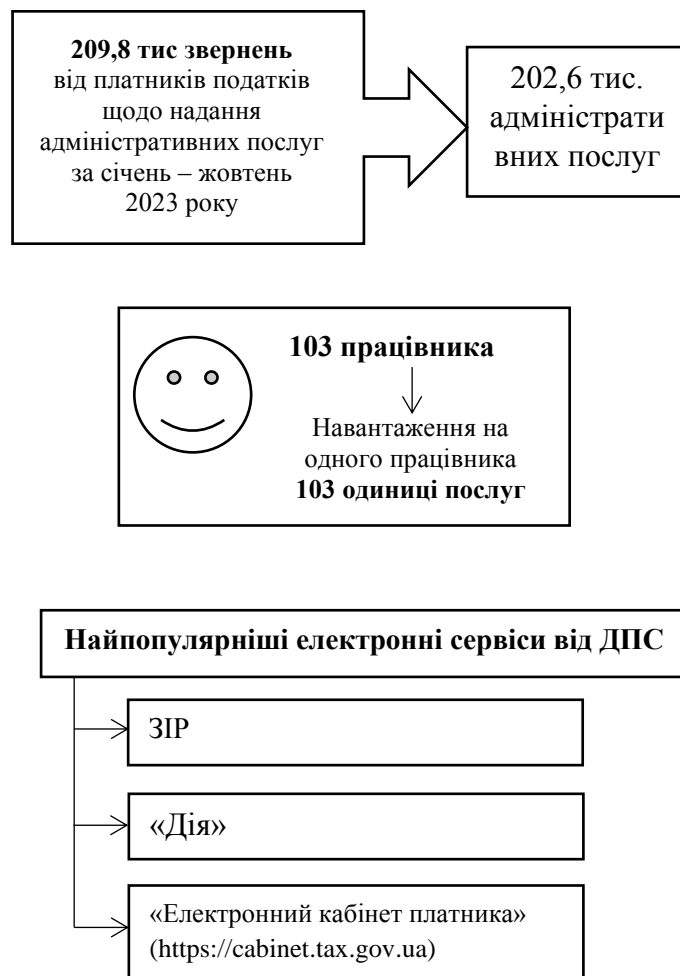 209,8 тис звернень
від платників податків
щодо надання
адміністративних послуг
за січень – жовтень
2023 року
202,6 тис.
адміністрати
вних послуг
103 працівника
Навантаження на
одного працівника
103 одиниці послуг
Найпопулярніші електронні сервіси від ДПС
ЗІР
«Дія»
«Електронний кабінет платника»
(https://cabinet.tax.gov.ua)